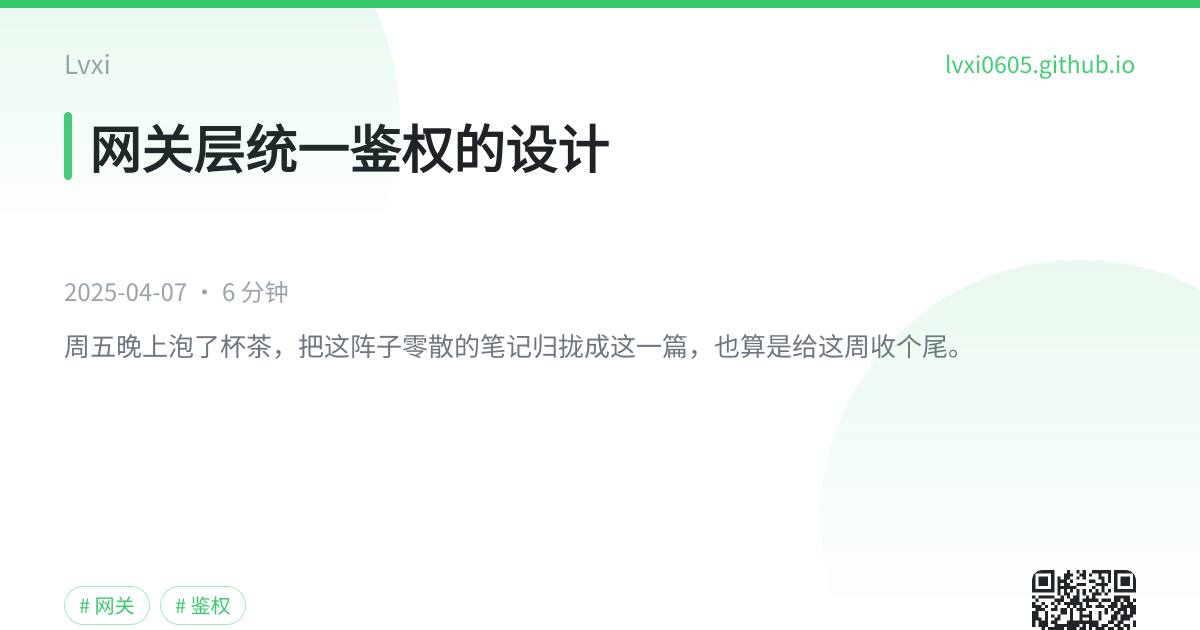 Lvxi
lvxi0605.github.io
网关层统一鉴权的设计
2025-04-07 · 6 分钟
周五晚上泡了杯茶，把这阵子零散的笔记归拢成这一篇，也算是给这周收个尾。
# 网关
# 鉴权